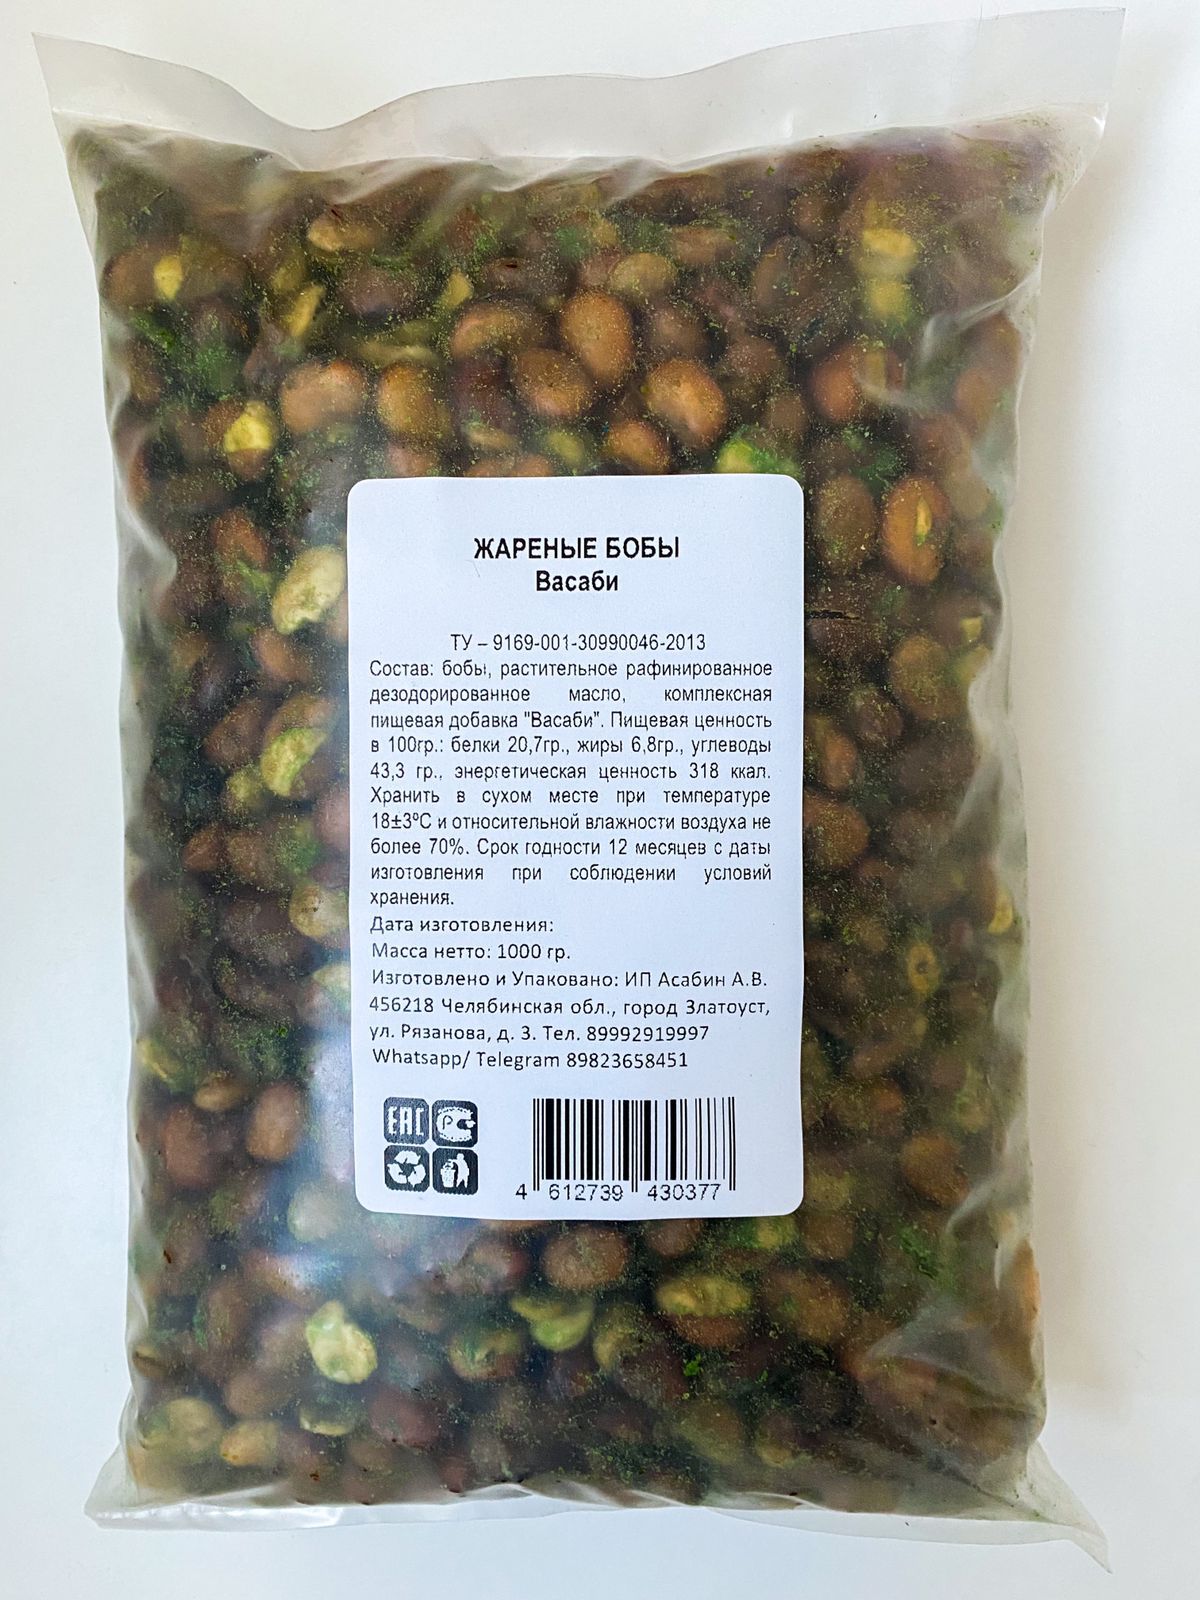 ЖАРЕНЫЕ БОБЫ
Васаби
ТУ – 9169-001-30990046-2013
Состав: бобы, растительное рафинированное
дезодорированное масло, комплексная
пищевая добавка "Васаби". Пищевая ценность
в 100гр.: белки 20,7гр., жиры 6,8гр., углеводы
43,3 гр., энергетическая ценность 318 ккал.
Хранить в сухом месте при температуре
18±3ºС и относительной влажности воздуха не
более 70%. Срок годности 12 месяцев с даты
изготовления при соблюдении условий
хранения.
Дата изготовления:
Масса нетто: 1000 гр.
Изготовлено и Упаковано: ИП Асабин А.В.
456218 Челябинская обл., город Златоуст,
ул. Рязанова, д. 3. Тел. 89992919997
Whatsapp/ Telegram 89823658451
ЕАС РС
4 612739 430377